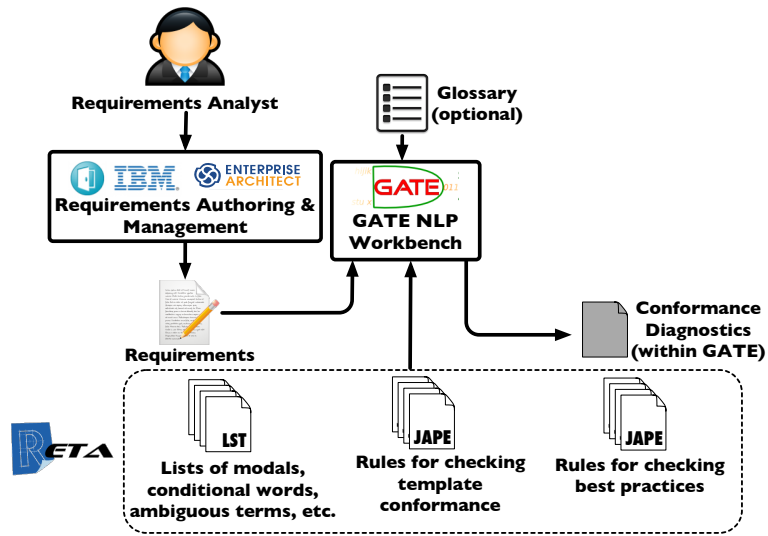 Requirements Analyst
Glossary
(optional)
IBM.
ENTERPRISE
ARCHITECT
Requirements Authoring &
Management
GATE
011
GATE NLP
Workbench
Requirements
Conformance
Diagnostics
(within GATE)
RETA
LST
JAPE
JAPE
Lists of modals,
conditional words,
ambiguous terms, etc.
Rules for checking
template
conformance
Rules for checking
best practices